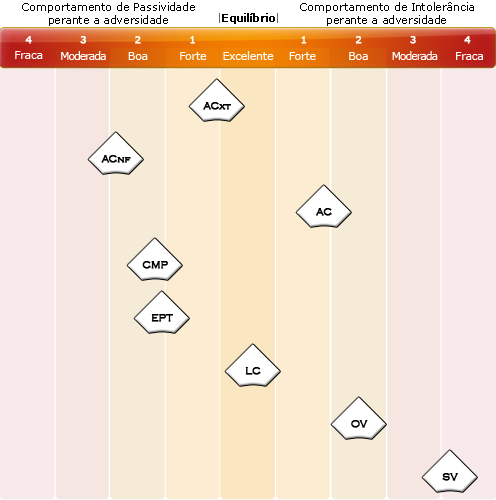 Comportamento de Passividade
perante a adversidade
|Equilíbrio|
Comportamento de Intolerância
perante a adversidade
4 3 2 1 1 2 3 4
Fraca Moderada Boa Forte Excelente Forte Boa Moderada Fraca
ACXT
ACNF
AC
CMP
EPT
LC
OV
SV